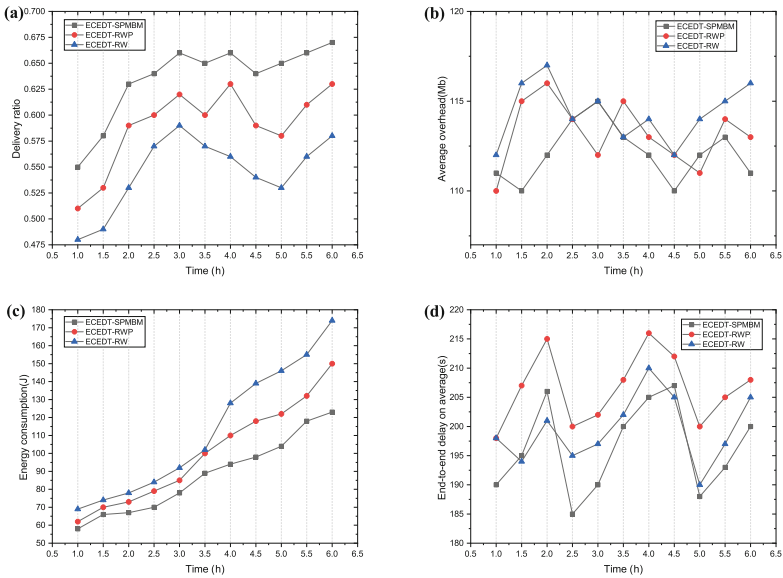 (a)
ECEDT-SPMBM
ECEDT-RWP
ECEDT-RW
Delivery ratio
0.700
0.675
0.650
0.625
0.600
0.575
0.550
0.525
0.500
0.475
0.5 1.0 1.5 2.0 2.5 3.0 3.5 4.0 4.5 5.0 5.5 6.0 6.5
Time (h)
(b)
ECEDT-SPMBM
ECEDT-RWP
ECEDT-RW
Average overhead(Mb)
120
115
110
0.5 1.0 1.5 2.0 2.5 3.0 3.5 4.0 4.5 5.0 5.5 6.0 6.5
Time (h)
(c)
ECEDT-SPMBM
ECEDT-RWP
ECEDT-RW
Energy consumption(J)
180
170
160
150
140
130
120
110
100
90
80
70
60
50
0.5 1.0 1.5 2.0 2.5 3.0 3.5 4.0 4.5 5.0 5.5 6.0 6.5
Time (h)
(d)
ECEDT-SPMBM
ECEDT-RWP
ECEDT-RW
End-to-end delay on average(s)
220
215
210
205
200
195
190
185
180
0.5 1.0 1.5 2.0 2.5 3.0 3.5 4.0 4.5 5.0 5.5 6.0 6.5
Time (h)